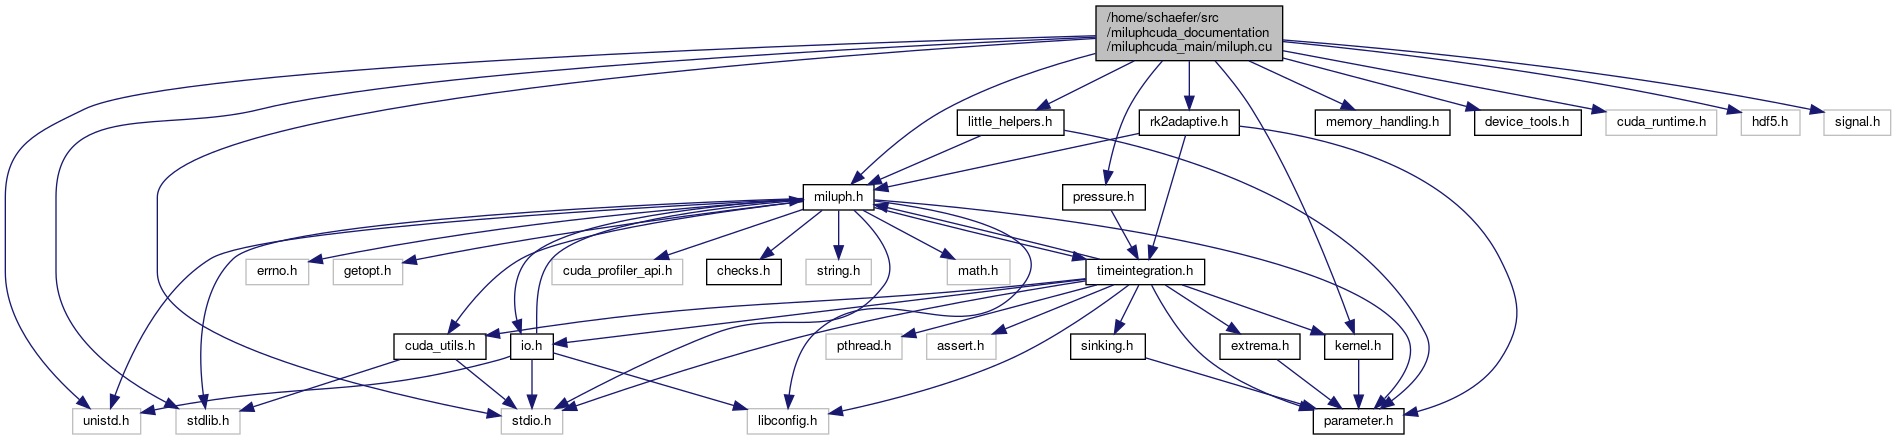 /home/schaefer/src
/miluphcuda_documentation
/miluphcuda_main/miluph.cu
little_helpers.h
rk2adaptive.h
memory_handling.h
device_tools.h
cuda_runtime.h
hdf5.h
signal.h
miluph.h
pressure.h
errno.h
getopt.h
cuda_profiler_api.h
checks.h
string.h
math.h
timeintegration.h
cuda_utils.h
io.h
pthread.h
assert.h
sinking.h
extrema.h
kernel.h
unistd.h
stdlib.h
stdio.h
libconfig.h
parameter.h